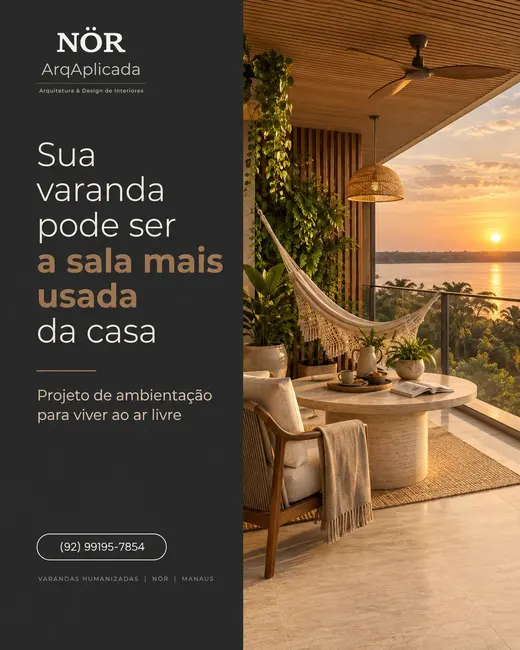 NÖR
ArqAplicada
Arquitetura & Design de Interiores
Sua
varanda
pode ser
a sala mais
usada
da casa
Projeto de ambientação
para viver ao ar livre
(92) 99195-7854
VARANDAS HUMANIZADAS | NÖR | MANAUS